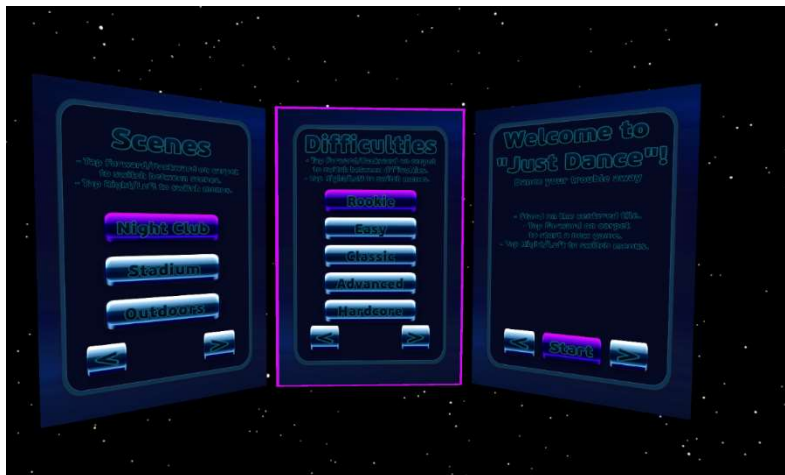 Scenes
- Tap Forward/Backward on carpet
to switch between scenes.
- Tap Right/Left to switch menus.
Night Club
Stadium
Outdoors
<
>
Difficulties
- Tap Forward/Backward on carpet
to switch between difficulties.
- Tap Right/Left to switch menus.
Rookie
Easy
Classic
Advanced
Hardcore
<
>
Welcome to
"Just Dance"!
Dance your trouble away
- Stand on the centered tile.
- Tap Forward on carpet
to start a new game.
- Tap Right/Left to switch menus.
<
Start
>